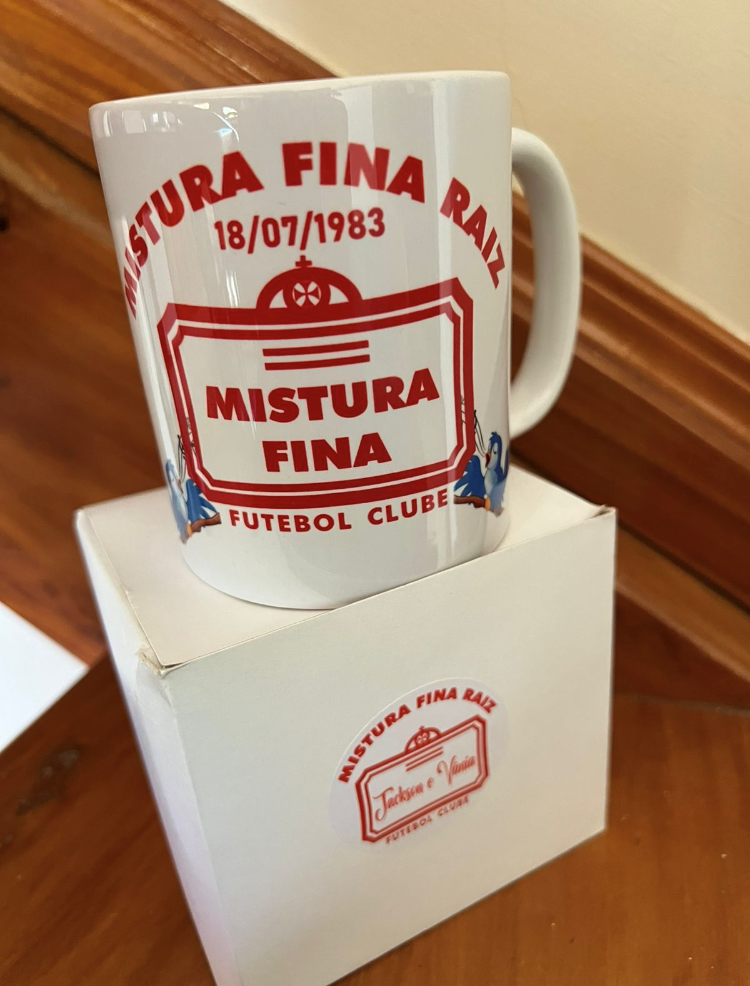 MISTURA FINA RAIZ
18/07/1983
MISTURA
FINA
FUTEBOL CLUBE
MISTURA FINA RAIZ
Jackson e Vânia
FUTEBOL CLUBE